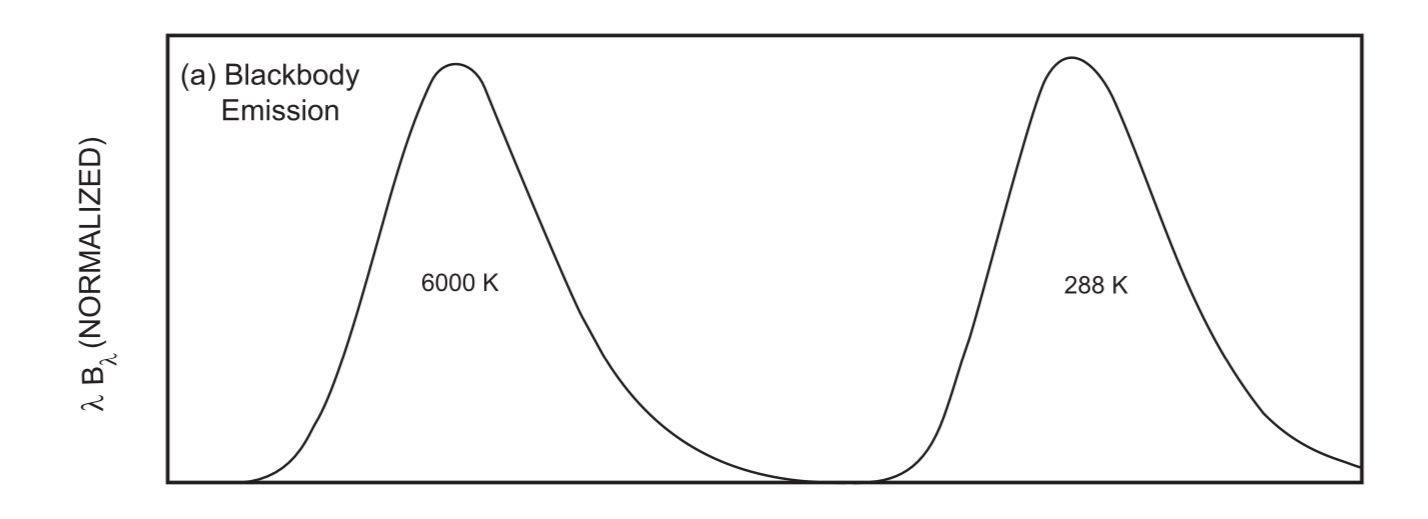 (a) Blackbody
Emission
λ B_λ (NORMALIZED)
6000 K
288 K